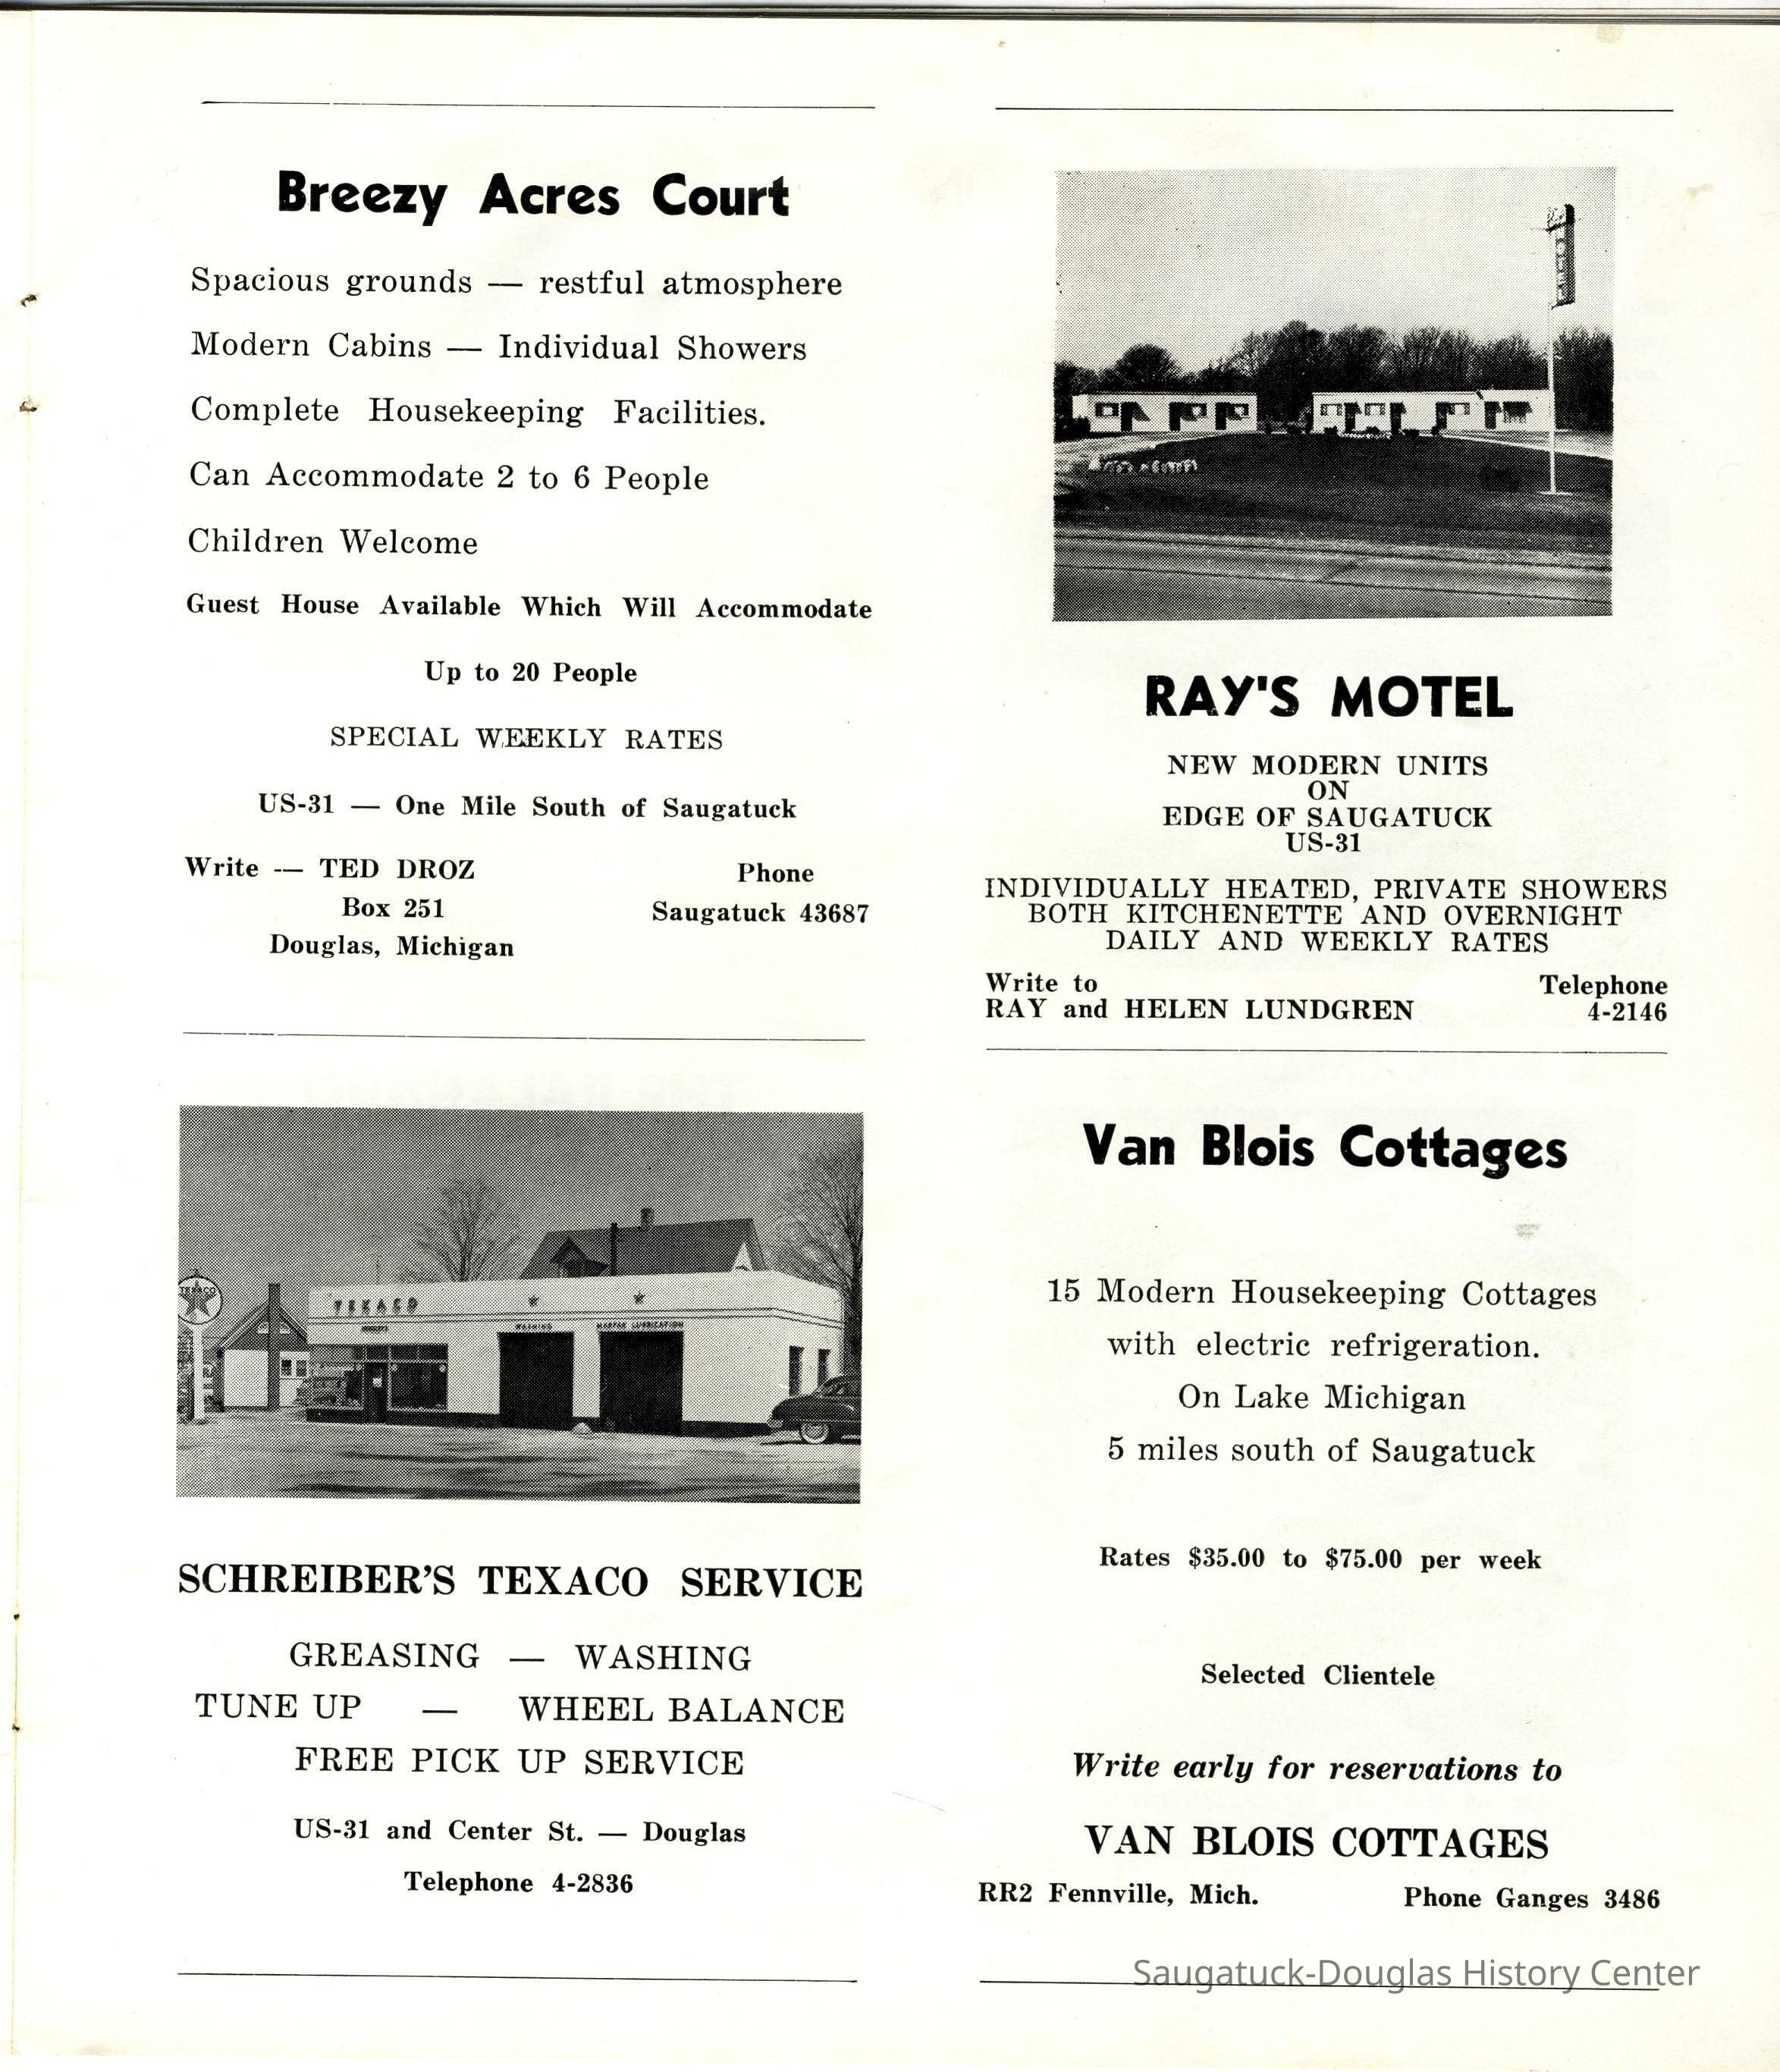 Breezy Acres Court
Spacious grounds — restful atmosphere
Modern Cabins — Individual Showers
Complete Housekeeping Facilities.
Can Accommodate 2 to 6 People
Children Welcome
Guest House Available Which Will Accommodate
Up to 20 People
SPECIAL WEEKLY RATES
US-31 — One Mile South of Saugatuck
Write — TED DROZ
Box 251
Douglas, Michigan
Phone
Saugatuck 43687
TEXACO
TEXACO
WASHING
MARFAK LUBRICATION
SCHREIBER'S TEXACO SERVICE
GREASING — WASHING
TUNE UP — WHEEL BALANCE
FREE PICK UP SERVICE
US-31 and Center St. — Douglas
Telephone 4-2836
MOTEL
RAY'S MOTEL
NEW MODERN UNITS
ON
EDGE OF SAUGATUCK
US-31
INDIVIDUALLY HEATED, PRIVATE SHOWERS
BOTH KITCHENETTE AND OVERNIGHT
DAILY AND WEEKLY RATES
Write to
RAY and HELEN LUNDGREN
Telephone
4-2146
Van Blois Cottages
15 Modern Housekeeping Cottages
with electric refrigeration.
On Lake Michigan
5 miles south of Saugatuck
Rates $35.00 to $75.00 per week
Selected Clientele
Write early for reservations to
VAN BLOIS COTTAGES
RR2 Fennville, Mich. Phone Ganges 3486
Saugatuck-Douglas History Center